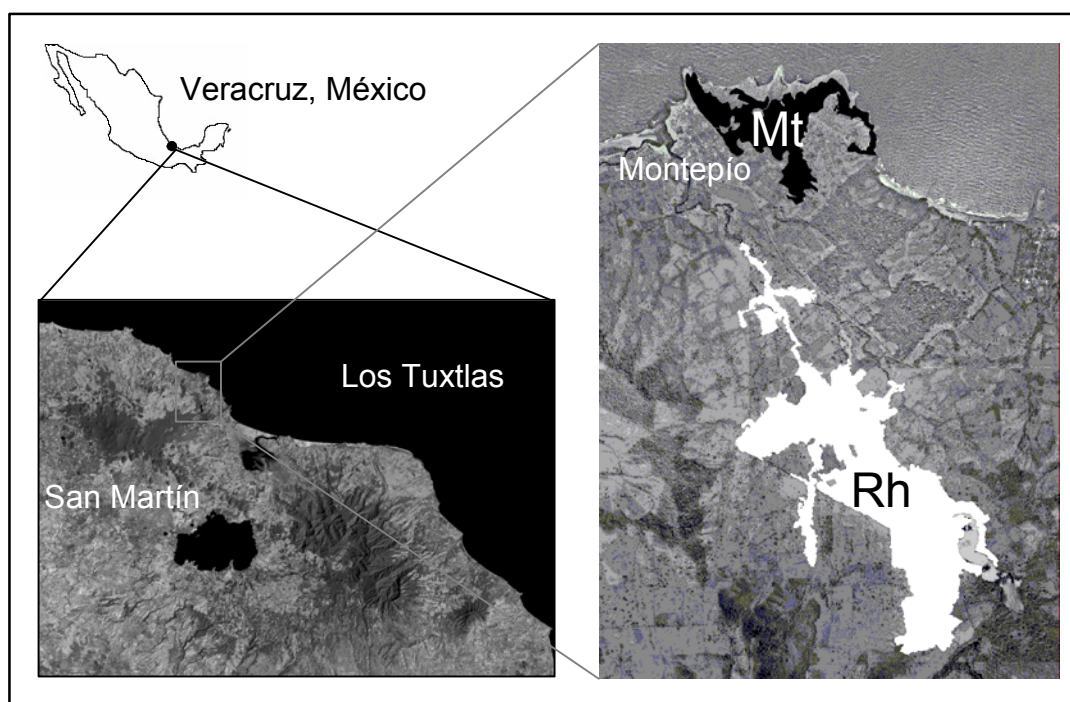 Veracruz, México
Los Tuxtlas
San Martín
Mt
Montepío
Rh